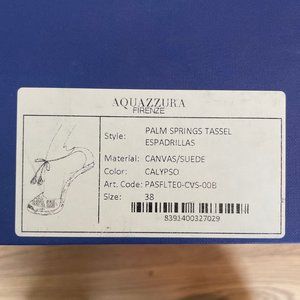 AQUAZZURA
FIRENZE
Style: PALM SPRINGS TASSEL
ESPADRILLAS
Material: CANVAS/SUEDE
Color: CALYPSO
Art. Code: PASFLTE0-CVS-00B
Size: 38
8393400327029